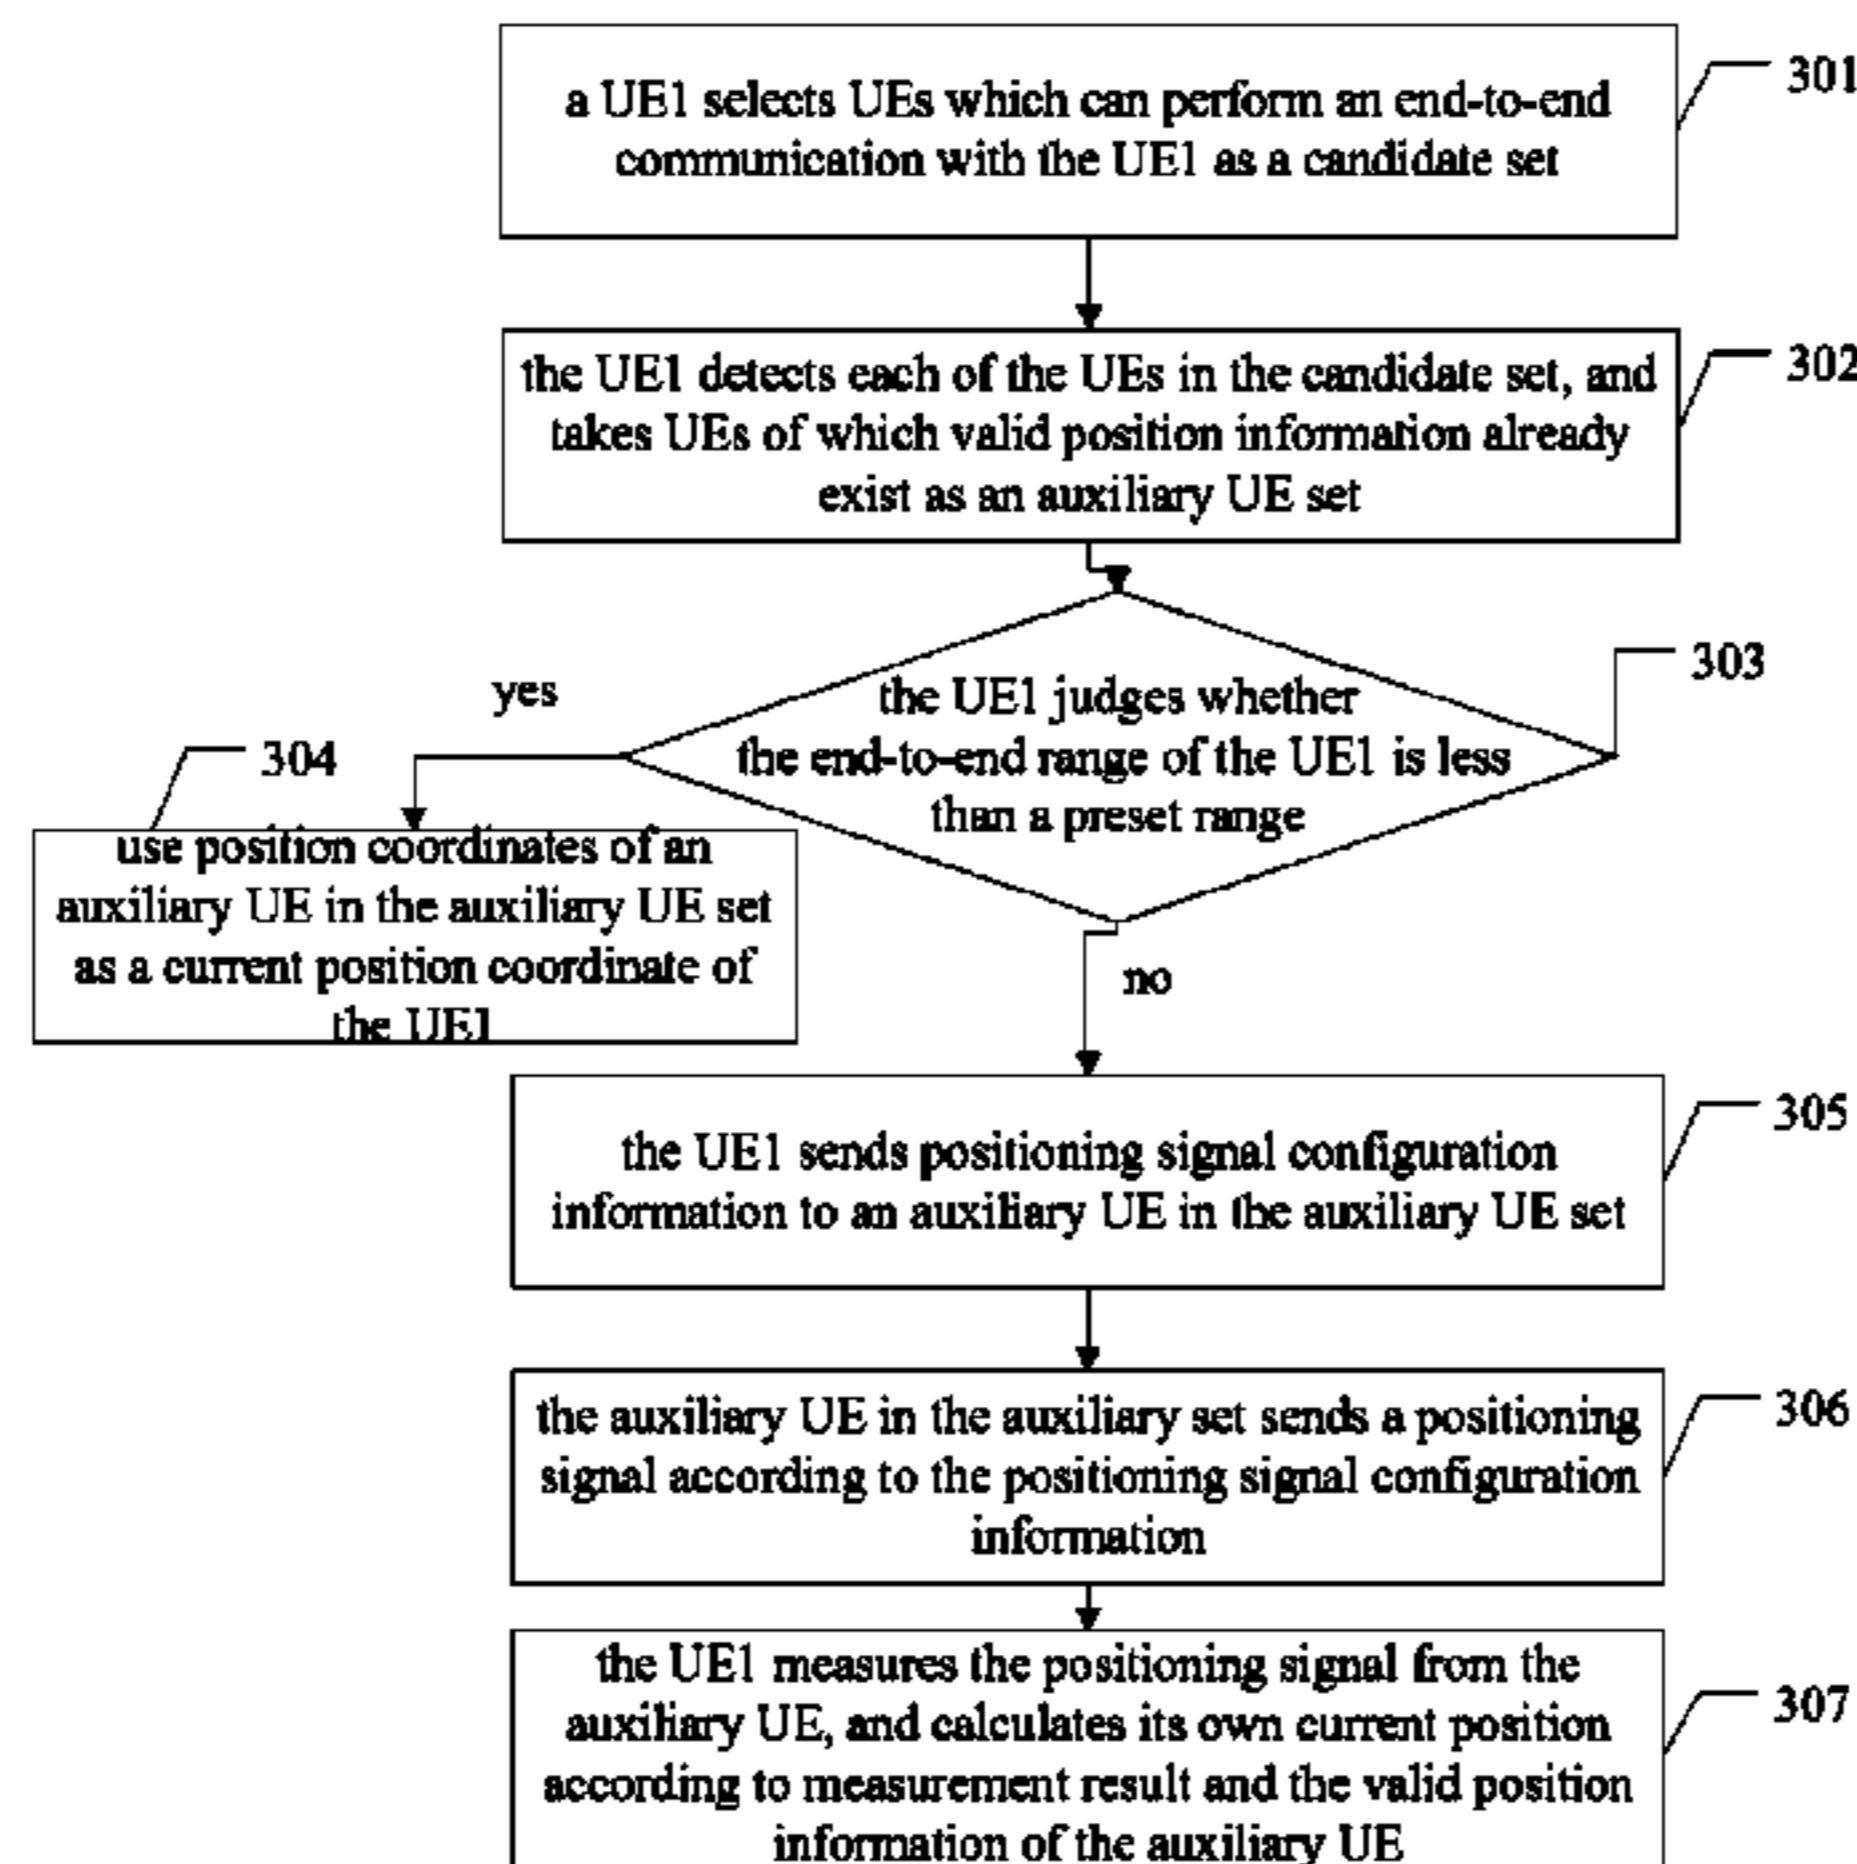 a UE1 selects UEs which can perform an end-to-end
communication with the UE1 as a candidate set
301
the UE1 detects each of the UEs in the candidate set, and
takes UEs of which valid position information already
exist as an auxiliary UE set
302
the UE1 judges whether
the end-to-end range of the UE1 is less
than a preset range
303
yes
304
use position coordinates of an
auxiliary UE in the auxiliary UE set
as a current position coordinate of
the UE1
no
the UE1 sends positioning signal configuration
information to an auxiliary UE in the auxiliary UE set
305
the auxiliary UE in the auxiliary set sends a positioning
signal according to the positioning signal configuration
information
306
the UE1 measures the positioning signal from the
auxiliary UE, and calculates its own current position
according to measurement result and the valid position
information of the auxiliary UE
307